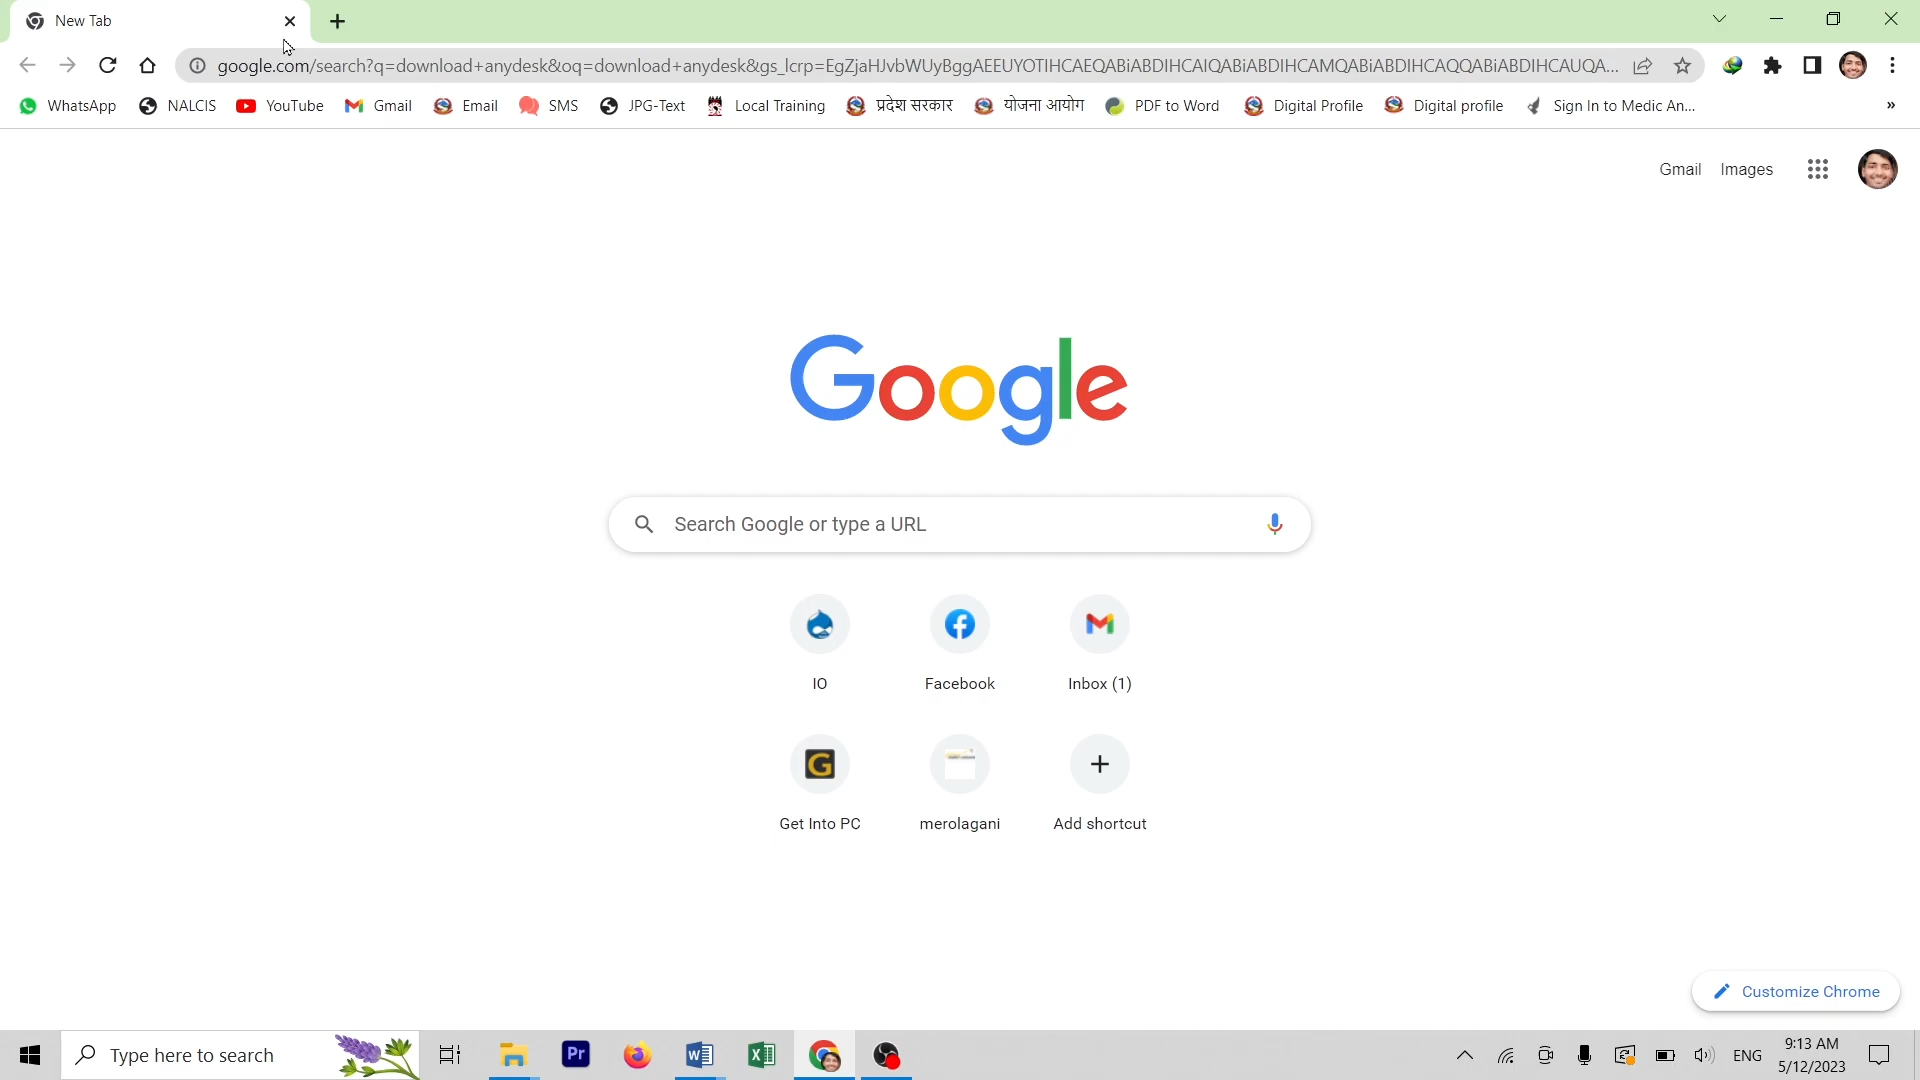 New Tab
google.com/search?q=download+anydesk&oq=download+anydesk&gs_lcrp=EgZjaHJvbWUyBggAEEUYOTIHCAEQABiABDIHCAIQABiABDIHCAMQABiABDIHCAQQABiABDIHCAUQA...
WhatsApp NALCIS YouTube Gmail Email SMS JPG-Text Local Training प्रदेश सरकार योजना आयोग PDF to Word Digital Profile Digital profile Sign In to Medic An... »
Gmail Images
Google
Search Google or type a URL
IO Facebook Inbox (1)
G
Get Into PC merolagani Add shortcut
Customize Chrome
Type here to search Pr ENG 9:13 AM
5/12/2023